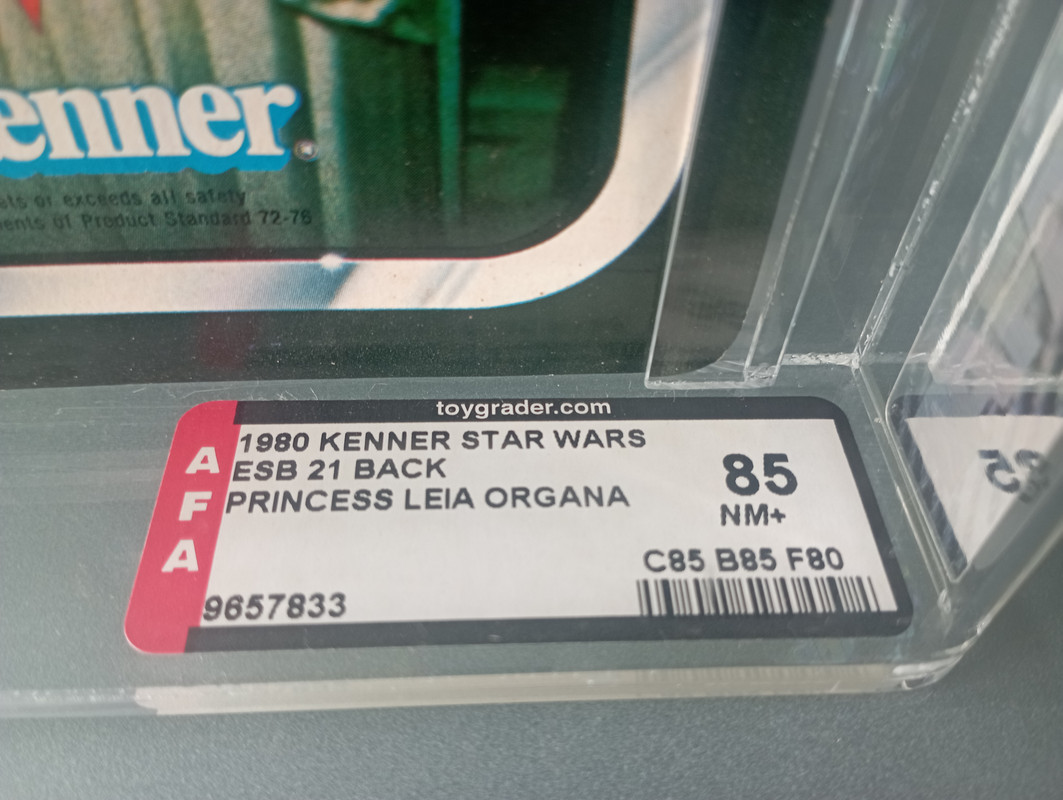 enner®
ats or exceeds all safety
ents of Product Standard 72-76
toygrader.com
AFA
1980 KENNER STAR WARS
ESB 21 BACK
PRINCESS LEIA ORGANA
85
NM+
C85 B85 F80
9657833